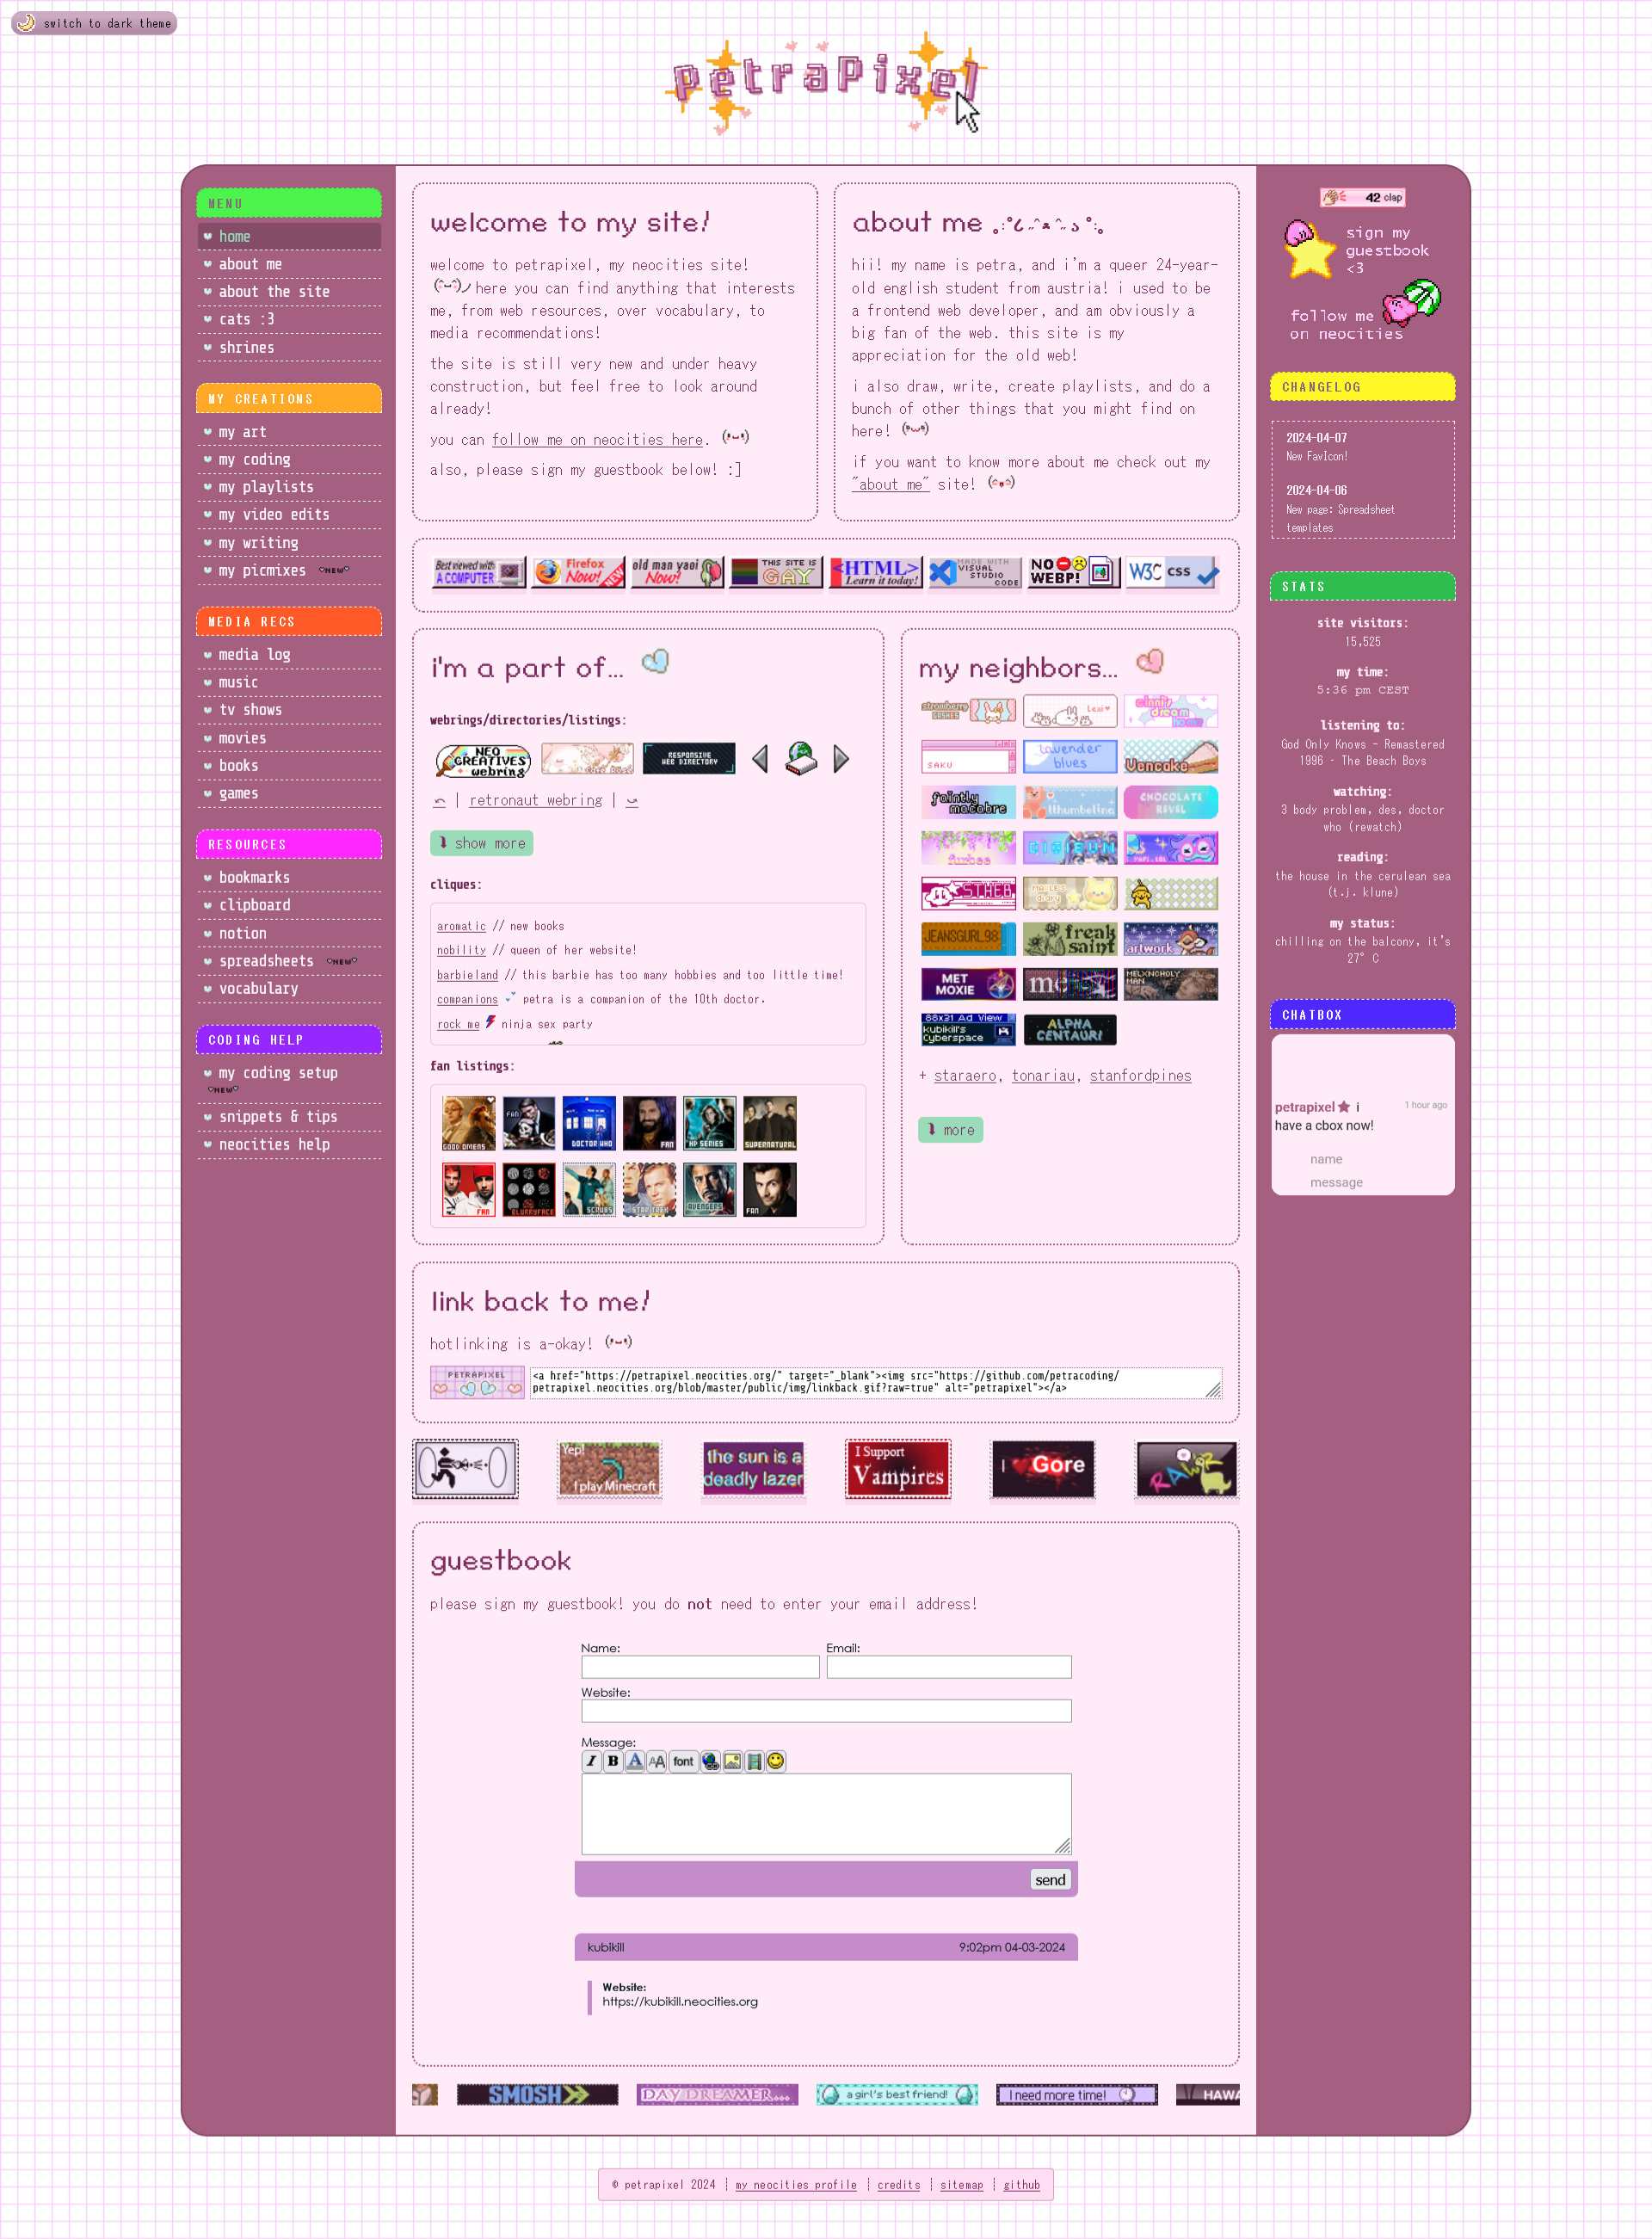 switch to dark theme
petraPixel
MENU
home
about me
about the site
cats :3
shrines
MY CREATIONS
my art
my coding
my playlists
my video edits
my writing
my picmixes NEW
MEDIA RECS
media log
music
tv shows
movies
books
games
RESOURCES
bookmarks
clipboard
notion
spreadsheets NEW
vocabulary
CODING HELP
my coding setup
NEW
snippets & tips
neocities help
welcome to my site!
welcome to petrapixel, my neocities site!
here you can find anything that interests
me, from web resources, over vocabulary, to
media recommendations!
the site is still very new and under heavy
construction, but feel free to look around
already!
you can follow me on neocities here.
also, please sign my guestbook below! :]
about me
hii! my name is petra, and i'm a queer 24-year-
old english student from austria! i used to be
a frontend web developer, and am obviously a
big fan of the web. this site is my
appreciation for the old web!
i also draw, write, create playlists, and do a
bunch of other things that you might find on
here!
if you want to know more about me check out my
"about me" site!
Best viewed with
A COMPUTER
Firefox
Now! NEW
old man yaoi
Now!
THIS SITE IS
GAY
<HTML>
Learn it today!
MADE WITH
VISUAL
STUDIO
CODE
NO
WEBP!
W3C CSS
i'm a part of...
webrings/directories/listings:
NEO
CREATIVES
webring
RESPONSIVE
WEB DIRECTORY
| retronaut webring |
show more
cliques:
aromatic // new books
nobility // queen of her website!
barbieland // this barbie has too many hobbies and too little time!
companions petra is a companion of the 10th doctor.
rock me ninja sex party
fan listings:
GOOD OMENS
FAN
DOCTOR WHO
FAN
HP SERIES
SUPERNATURAL
FAN
BLURRYFACE
SCRUBS
STAR TREK
AVENGERS
FAN
my neighbors...
strawberry
GASHES
Lexi
cinni's
dream
home
SAKU
lavender
blues
Vencake
faintly
macabre
thumbelina
CHOCOLATE
REVEL
furbee
DIGIBUN
YAPI.LOL
STHEB
MAPLE'S
diary
JEANSGURL98
freak
saint
artwork
MET
MOXIE
melon
MELXNCHOLY
MAN
88x31 Ad View
kubikill's
Cyberspace
ALPHA
CENTAURI
+ staraero, tonariau, stanfordpines
more
link back to me!
hotlinking is a-okay!
PETRAPIXEL
<a href="https://petrapixel.neocities.org/" target="_blank"><img src="https://github.com/petracoding/
petrapixel.neocities.org/blob/master/public/img/linkback.gif?raw=true" alt="petrapixel"></a>
Yep!
I play Minecraft
the sun is a
deadly lazer
I Support
Vampires
I Gore
RAWR
guestbook
please sign my guestbook! you do not need to enter your email address!
Name:
Email:
Website:
Message:
I B A AA font
send
kubikill 9:02pm 04-03-2024
Website:
https://kubikill.neocities.org
SMOSH
DAY DREAMER...
a girl's best friend!
I need more time!
HAWA
42 clap
sign my
guestbook
<3
follow me
on neocities
CHANGELOG
2024-04-07
New FavIcon!
2024-04-06
New page: Spreadsheet
templates
STATS
site visitors:
15,525
my time:
5:36 pm CEST
listening to:
God Only Knows - Remastered
1996 - The Beach Boys
watching:
3 body problem, des, doctor
who (rewatch)
reading:
the house in the cerulean sea
(t.j. klune)
my status:
chilling on the balcony, it's
27° C
CHATBOX
petrapixel i 1 hour ago
have a cbox now!
name
message
© petrapixel 2024 | my neocities profile | credits | sitemap | github